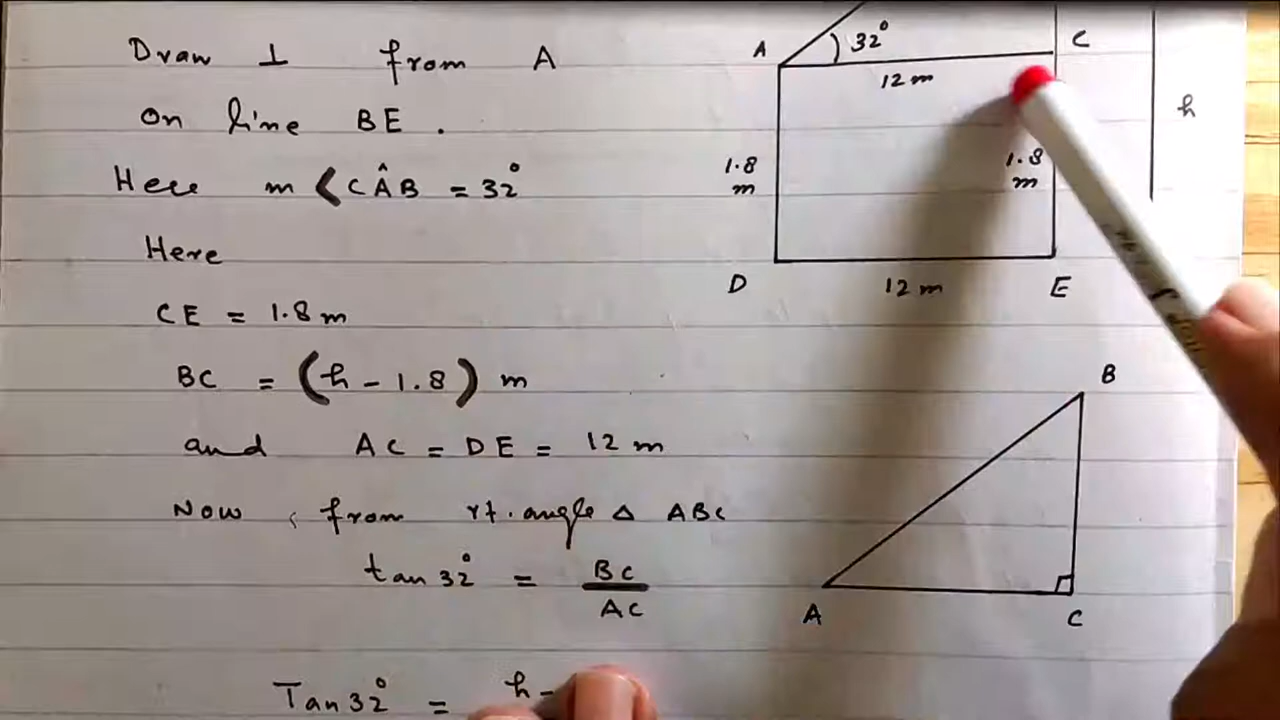 Draw ⊥ from A
on line BE .
Here m < CÂB = 32°
Here
CE = 1.8 m
BC = (h - 1.8) m
and AC = DE = 12 m
Now , from rt. angle Δ ABC
tan 32° = BC / AC
Tan 32° = h -
A 32° C
12 m
h
1.8 m
1.8 m
D 12 m E
B
A C